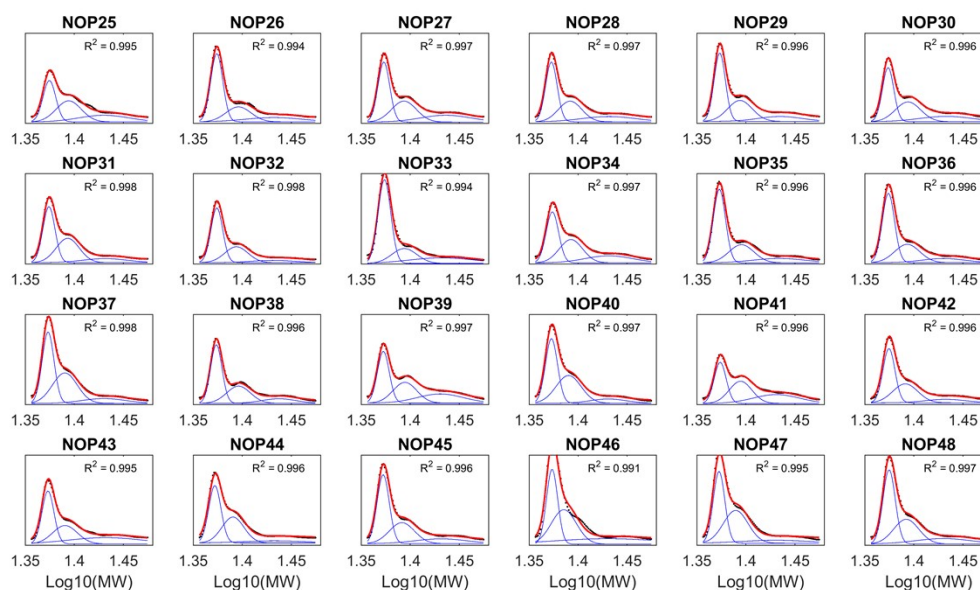 NOP25 NOP26 NOP27 NOP28 NOP29 NOP30
R² = 0.995 R² = 0.994 R² = 0.997 R² = 0.997 R² = 0.996 R² = 0.996
1.35 1.4 1.45 1.35 1.4 1.45 1.35 1.4 1.45 1.35 1.4 1.45 1.35 1.4 1.45 1.35 1.4 1.45
NOP31 NOP32 NOP33 NOP34 NOP35 NOP36
R² = 0.998 R² = 0.998 R² = 0.994 R² = 0.997 R² = 0.996 R² = 0.996
1.35 1.4 1.45 1.35 1.4 1.45 1.35 1.4 1.45 1.35 1.4 1.45 1.35 1.4 1.45 1.35 1.4 1.45
NOP37 NOP38 NOP39 NOP40 NOP41 NOP42
R² = 0.998 R² = 0.996 R² = 0.997 R² = 0.997 R² = 0.996 R² = 0.996
1.35 1.4 1.45 1.35 1.4 1.45 1.35 1.4 1.45 1.35 1.4 1.45 1.35 1.4 1.45 1.35 1.4 1.45
NOP43 NOP44 NOP45 NOP46 NOP47 NOP48
R² = 0.995 R² = 0.996 R² = 0.996 R² = 0.991 R² = 0.995 R² = 0.997
1.35 1.4 1.45 1.35 1.4 1.45 1.35 1.4 1.45 1.35 1.4 1.45 1.35 1.4 1.45 1.35 1.4 1.45
Log10(MW) Log10(MW) Log10(MW) Log10(MW) Log10(MW) Log10(MW)